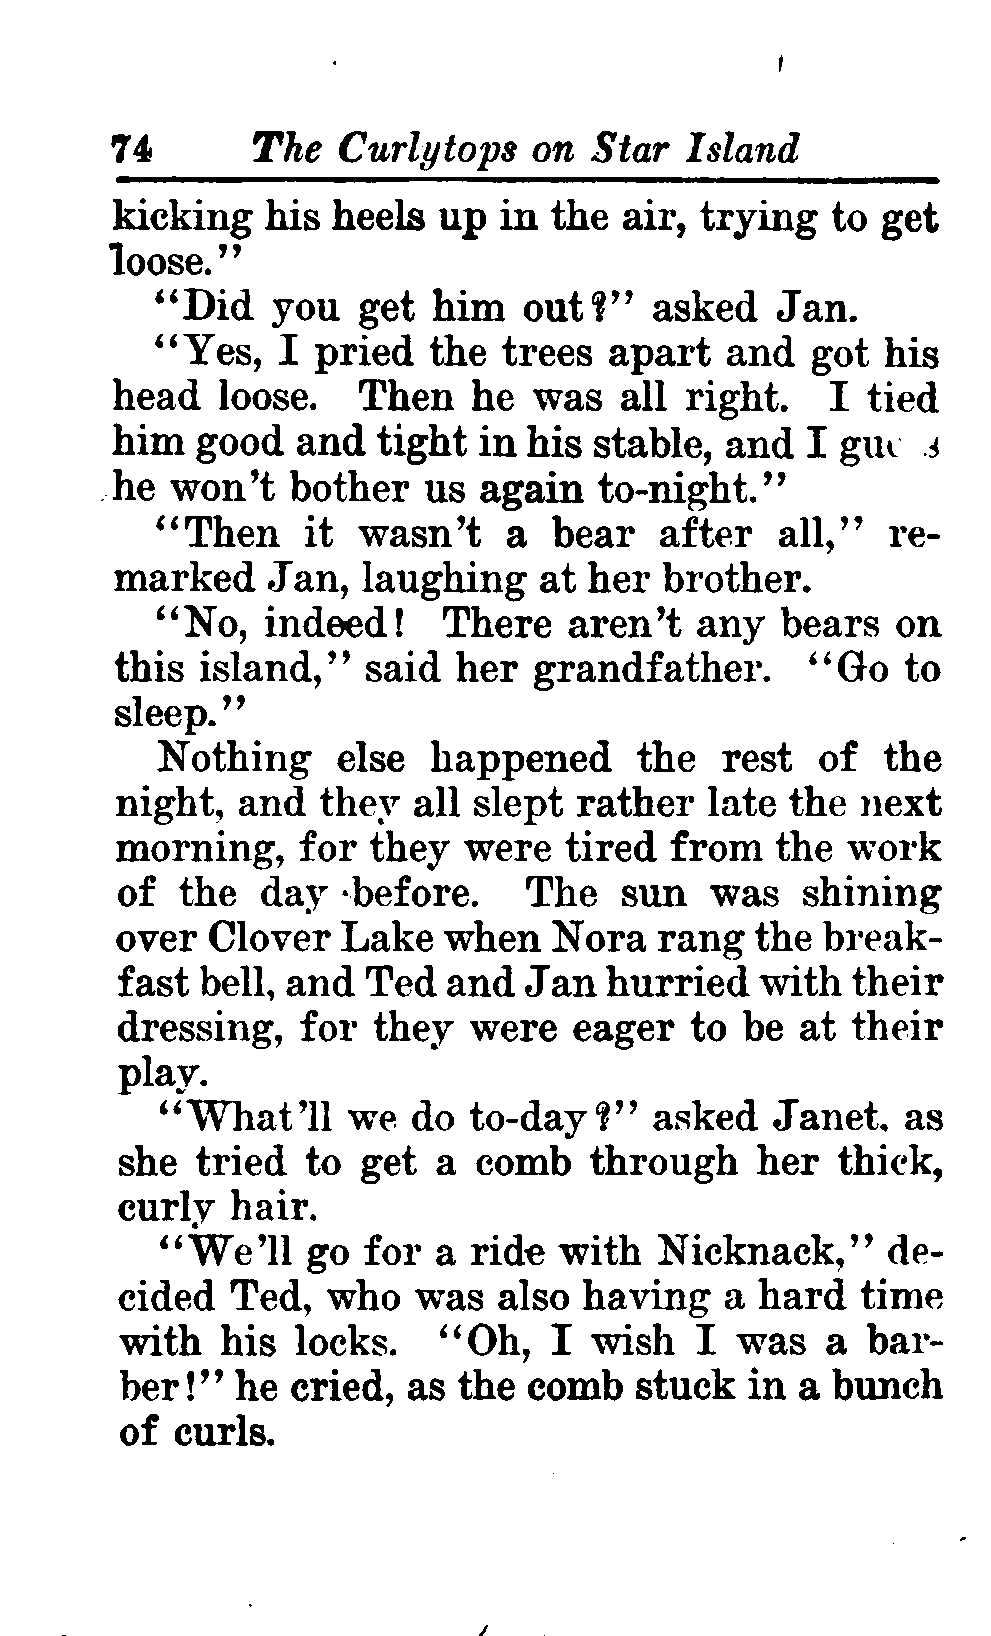 74 The Curlytops on Star Island
kicking his heels up in the air, trying to get
loose."
"Did you get him out?" asked Jan.
"Yes, I pried the trees apart and got his
head loose. Then he was all right. I tied
him good and tight in his stable, and I
he won't bother us again to-night."
"Then it wasn't a bear after all," re-
marked Jan, laughing at her brother.
"No, indeed! There aren't any bears on
this island," said her grandfather. "Go to
sleep."
Nothing else happened the rest of the
night, and they all slept rather late the next
morning, for they were tired from the work
of the day before. The sun was shining
over Clover Lake when Nora rang the break-
fast bell, and Ted and Jan hurried with their
dressing, for they were eager to be at their
play.
"What'll we do to-day?" asked Janet, as
she tried to get a comb through her thick,
curly hair.
"We'll go for a ride with Nicknack," de-
cided Ted, who was also having a hard time
with his locks. "Oh, I wish I was a bar-
ber!" he cried, as the comb stuck in a bunch
of curls.